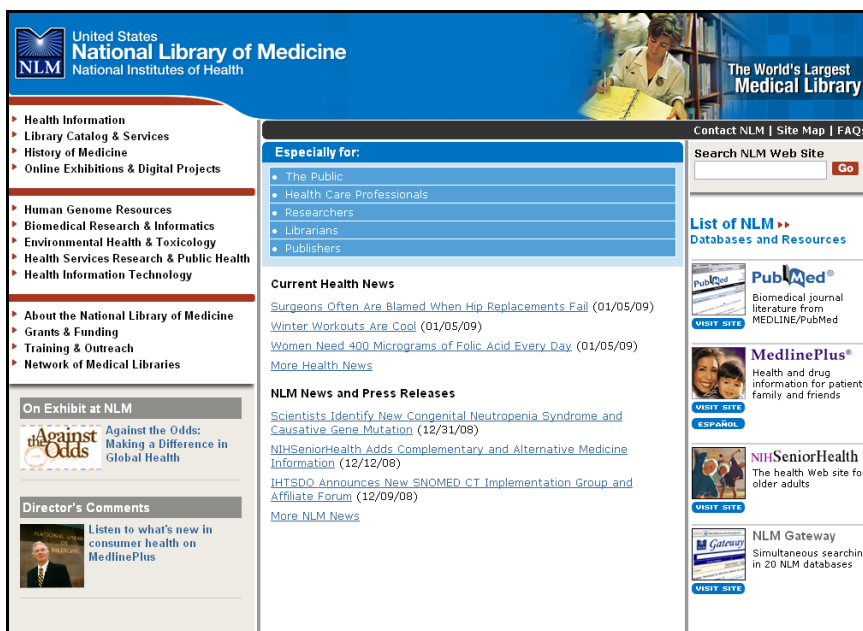 United States
National Library of Medicine
National Institutes of Health
NLM
The World's Largest
Medical Library
Contact NLM | Site Map | FAQs
Health Information
Library Catalog & Services
History of Medicine
Online Exhibitions & Digital Projects
Human Genome Resources
Biomedical Research & Informatics
Environmental Health & Toxicology
Health Services Research & Public Health
Health Information Technology
About the National Library of Medicine
Grants & Funding
Training & Outreach
Network of Medical Libraries
On Exhibit at NLM
Against
the Odds
Against the Odds:
Making a Difference in
Global Health
Director's Comments
NATIONAL
Listen to what's new in
consumer health on
MedlinePlus
Especially for:
The Public
Health Care Professionals
Researchers
Librarians
Publishers
Current Health News
Surgeons Often Are Blamed When Hip Replacements Fail (01/05/09)
Winter Workouts Are Cool (01/05/09)
Women Need 400 Micrograms of Folic Acid Every Day (01/05/09)
More Health News
NLM News and Press Releases
Scientists Identify New Congenital Neutropenia Syndrome and
Causative Gene Mutation (12/31/08)
NIHSeniorHealth Adds Complementary and Alternative Medicine
Information (12/12/08)
IHTSDO Announces New SNOMED CT Implementation Group and
Affiliate Forum (12/09/08)
More NLM News
Search NLM Web Site
Go
List of NLM
Databases and Resources
PubMed
VISIT SITE
PubMed®
Biomedical journal
literature from
MEDLINE/PubMed
MedlinePlus®
Health and drug
information for patient
family and friends
VISIT SITE
ESPAÑOL
NIHSeniorHealth
The health Web site fo
older adults
VISIT SITE
Gateway
NLM Gateway
Simultaneous searchin
in 20 NLM databases
VISIT SITE